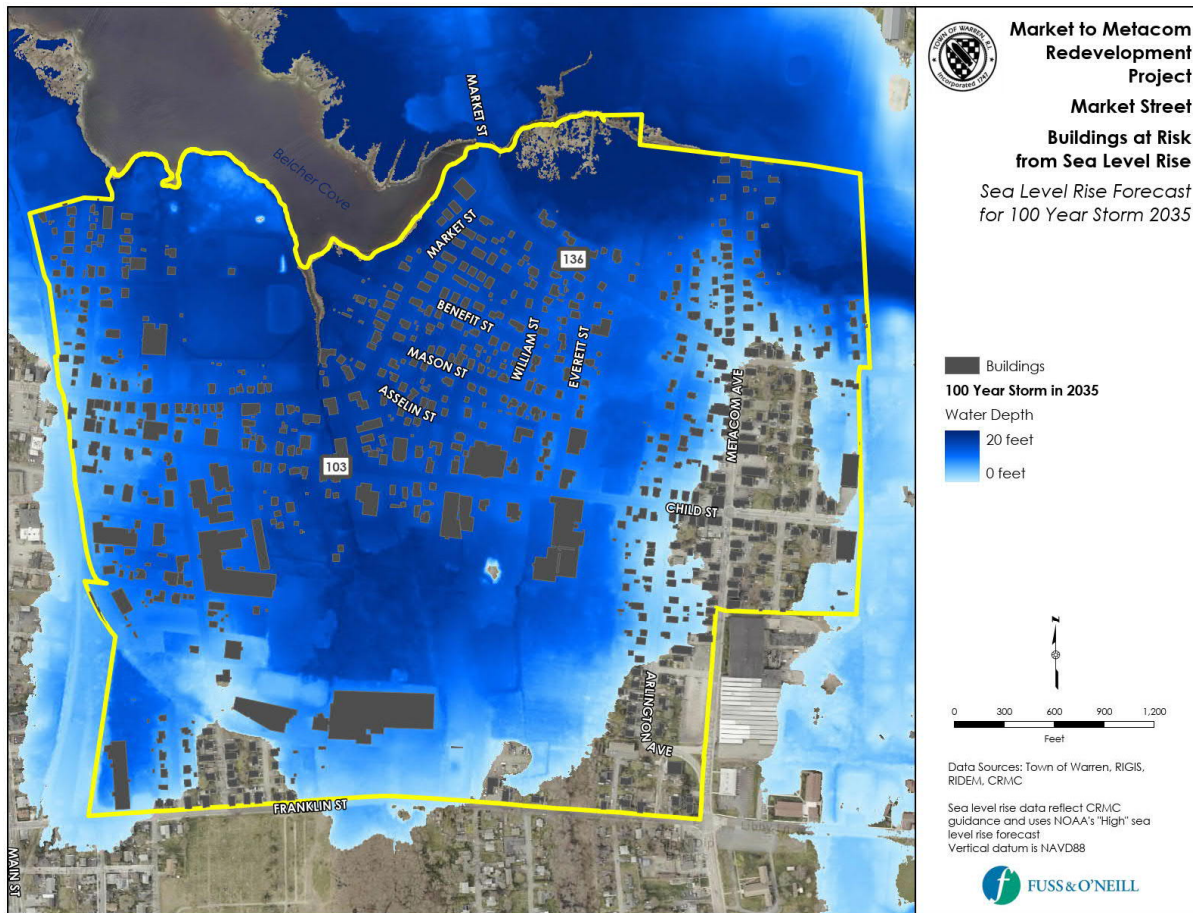 MARKET ST
Belcher Cove
MARKET ST
136
BENEFIT ST
WILLIAM ST
EVERETT ST
MASON ST
ASSELIN ST
METACOM AVE
103
CHILD ST
ARLINGTON AVE
FRANKLIN ST
MAIN ST
TOWN OF WARREN, R.I.
Incorporated 1747
Market to Metacom
Redevelopment
Project
Market Street
Buildings at Risk
from Sea Level Rise
Sea Level Rise Forecast
for 100 Year Storm 2035
Buildings
100 Year Storm in 2035
Water Depth
20 feet
0 feet
0 300 600 900 1,200
Feet
Data Sources: Town of Warren, RIGIS,
RIDEM, CRMC
Sea level rise data reflect CRMC
guidance and uses NOAA's "High" sea
level rise forecast
Vertical datum is NAVD88
FUSS & O'NEILL